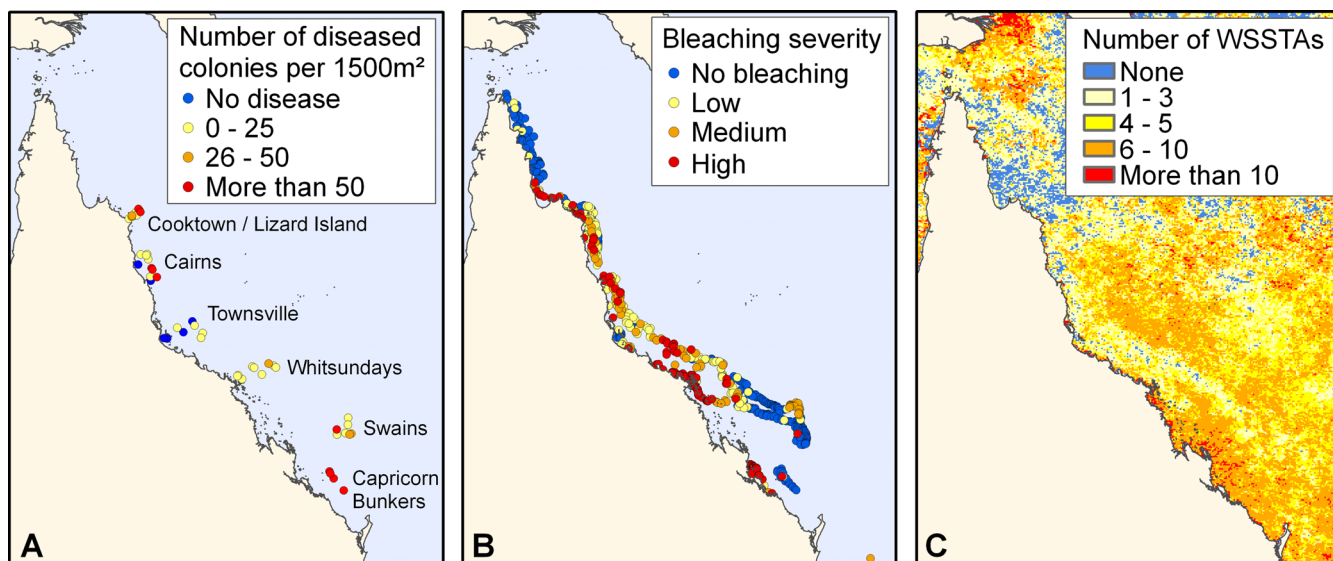 Number of diseased
colonies per 1500m²
No disease
0 - 25
26 - 50
More than 50
Cooktown / Lizard Island
Cairns
Townsville
Whitsundays
Swains
Capricorn
Bunkers
A
Bleaching severity
No bleaching
Low
Medium
High
B
Number of WSSTAs
None
1 - 3
4 - 5
6 - 10
More than 10
C